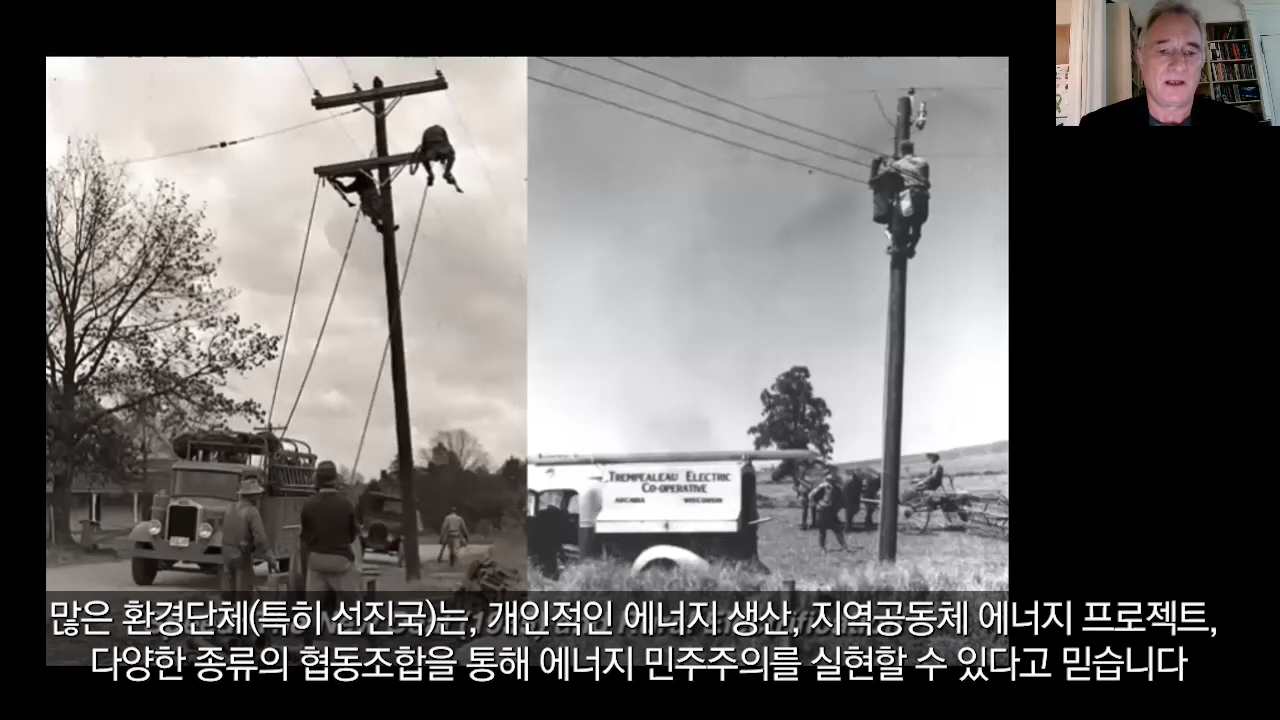 TREMPEALEAU ELECTRIC
CO-OPERATIVE
ARCADIA WISCONSIN
많은 환경단체(특히 선진국)는, 개인적인 에너지 생산, 지역공동체 에너지 프로젝트,
다양한 종류의 협동조합을 통해 에너지 민주주의를 실현할 수 있다고 믿습니다